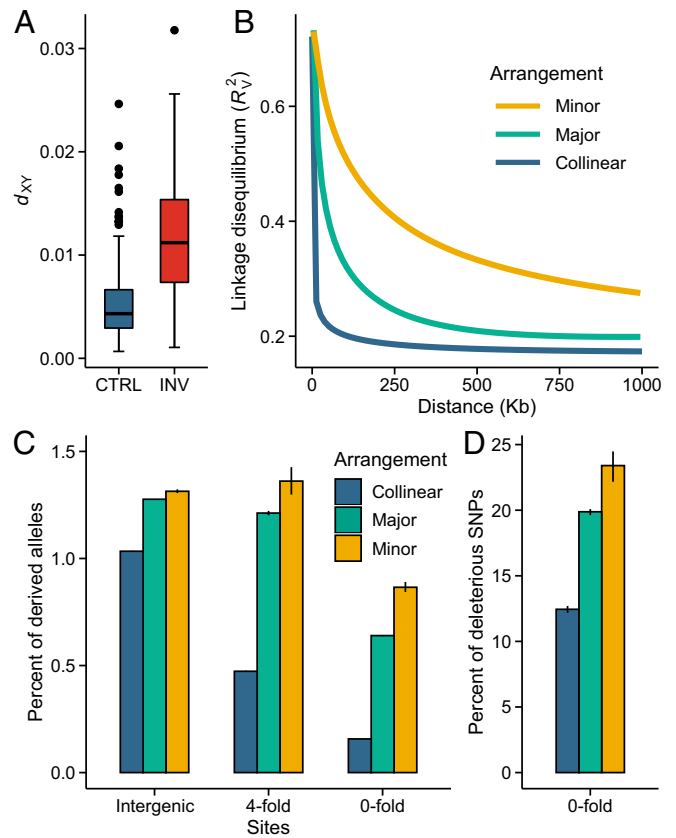 A
0.03
0.02
0.01
0.00
dXY
CTRL INV
B
Linkage disequilibrium (R²V)
0.6
0.4
0.2
Arrangement
Minor
Major
Collinear
0 250 500 750 1000
Distance (Kb)
C
Percent of derived alleles
1.5
1.0
0.5
0.0
Arrangement
Collinear
Major
Minor
Intergenic 4-fold 0-fold
Sites
D
Percent of deleterious SNPs
25
20
15
10
5
0
0-fold